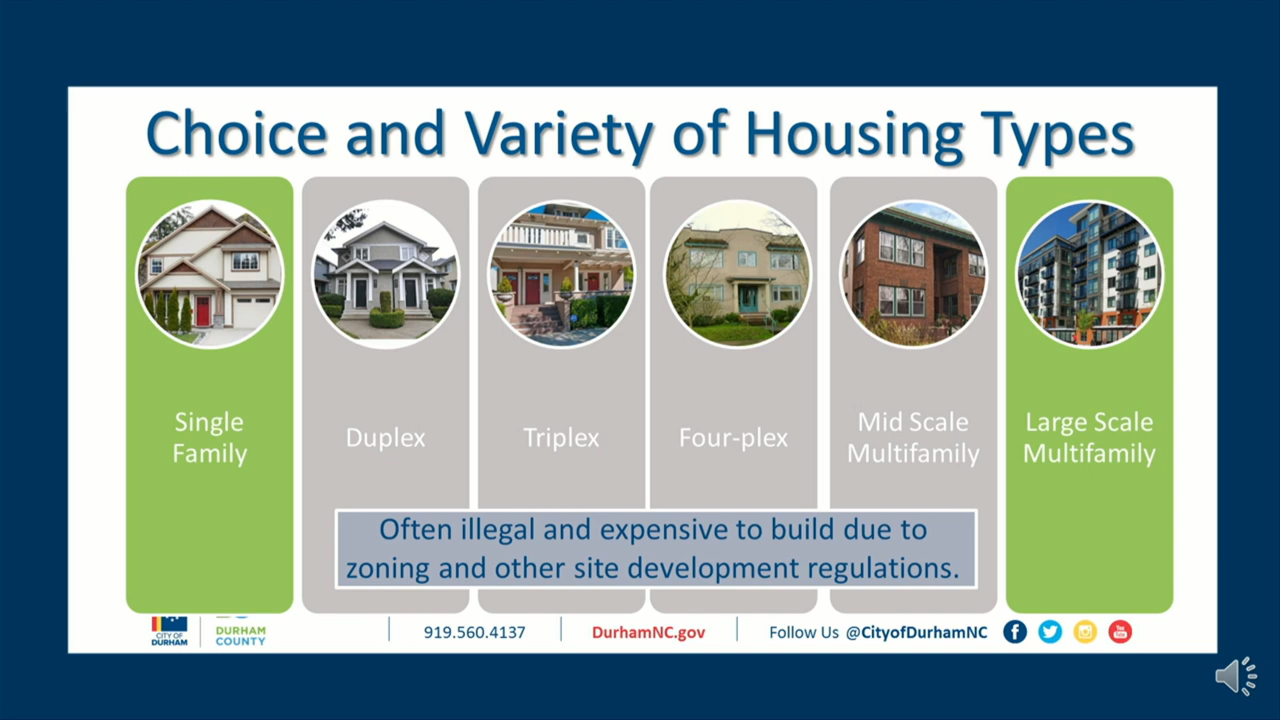 Choice and Variety of Housing Types
Single
Family
Duplex
Triplex
Four-plex
Mid Scale
Multifamily
Large Scale
Multifamily
Often illegal and expensive to build due to
zoning and other site development regulations.
CITY OF
DURHAM
DURHAM
COUNTY
919.560.4137
DurhamNC.gov
Follow Us @CityofDurhamNC
You
Tube